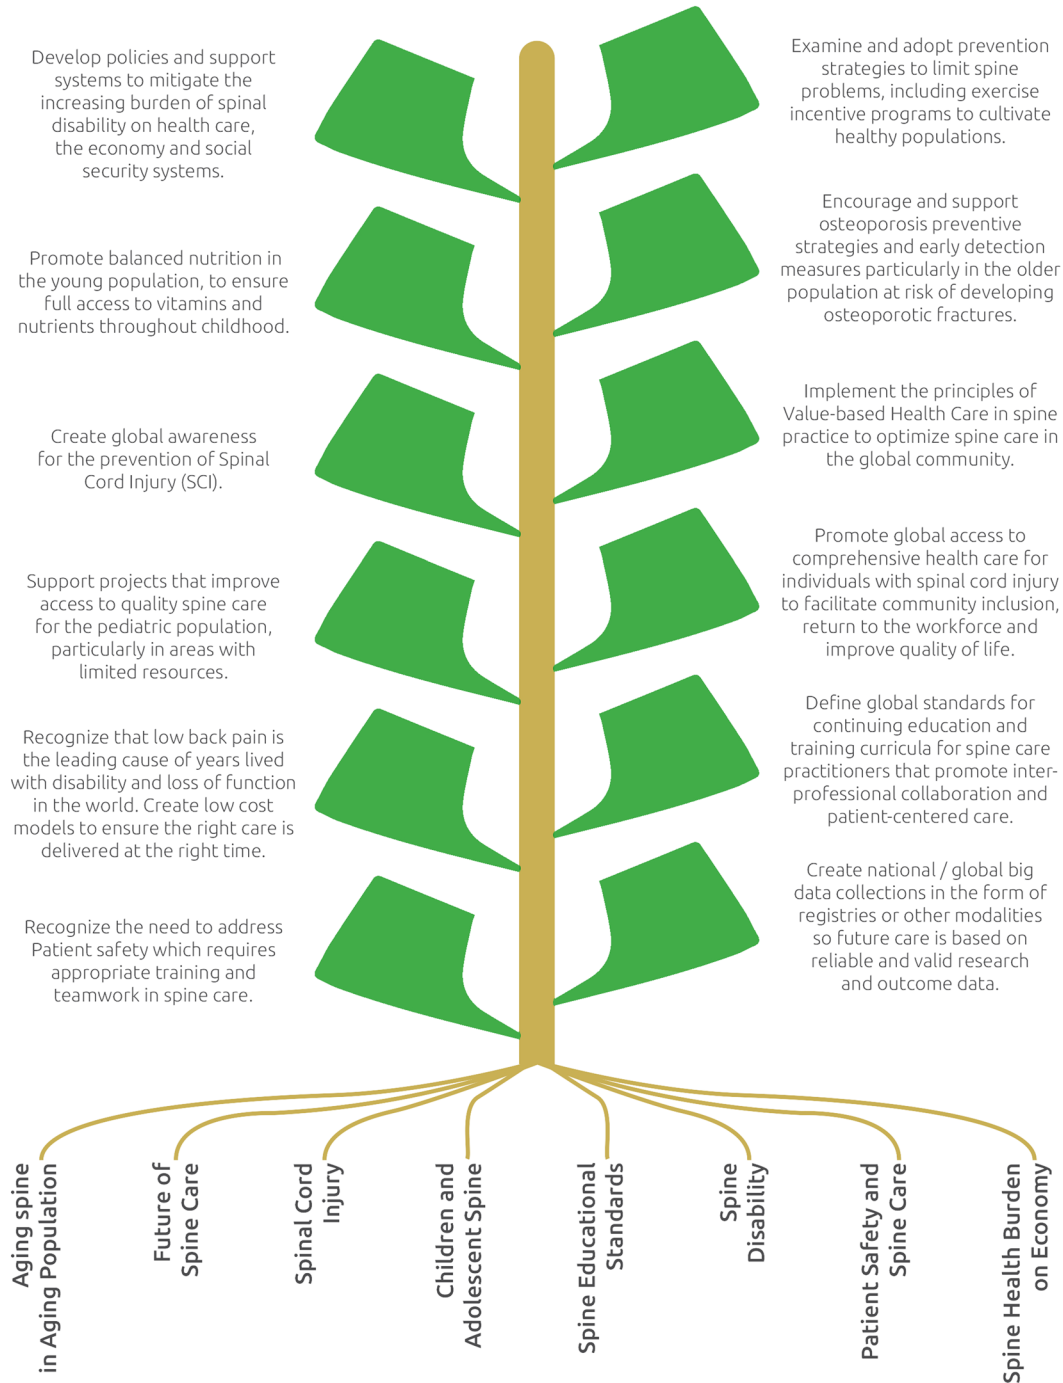 Develop policies and support
systems to mitigate the
increasing burden of spinal
disability on health care,
the economy and social
security systems.
Promote balanced nutrition in
the young population, to ensure
full access to vitamins and
nutrients throughout childhood.
Create global awareness
for the prevention of Spinal
Cord Injury (SCI).
Support projects that improve
access to quality spine care
for the pediatric population,
particularly in areas with
limited resources.
Recognize that low back pain is
the leading cause of years lived
with disability and loss of function
in the world. Create low cost
models to ensure the right care is
delivered at the right time.
Recognize the need to address
Patient safety which requires
appropriate training and
teamwork in spine care.
Examine and adopt prevention
strategies to limit spine
problems, including exercise
incentive programs to cultivate
healthy populations.
Encourage and support
osteoporosis preventive
strategies and early detection
measures particularly in the older
population at risk of developing
osteoporotic fractures.
Implement the principles of
Value-based Health Care in spine
practice to optimize spine care in
the global community.
Promote global access to
comprehensive health care for
individuals with spinal cord injury
to facilitate community inclusion,
return to the workforce and
improve quality of life.
Define global standards for
continuing education and
training curricula for spine care
practitioners that promote inter-
professional collaboration and
patient-centered care.
Create national / global big
data collections in the form of
registries or other modalities
so future care is based on
reliable and valid research
and outcome data.
Aging spine
in Aging Population
Future of
Spine Care
Spinal Cord
Injury
Children and
Adolescent Spine
Spine Educational
Standards
Spine
Disability
Patient Safety and
Spine Care
Spine Health Burden
on Economy